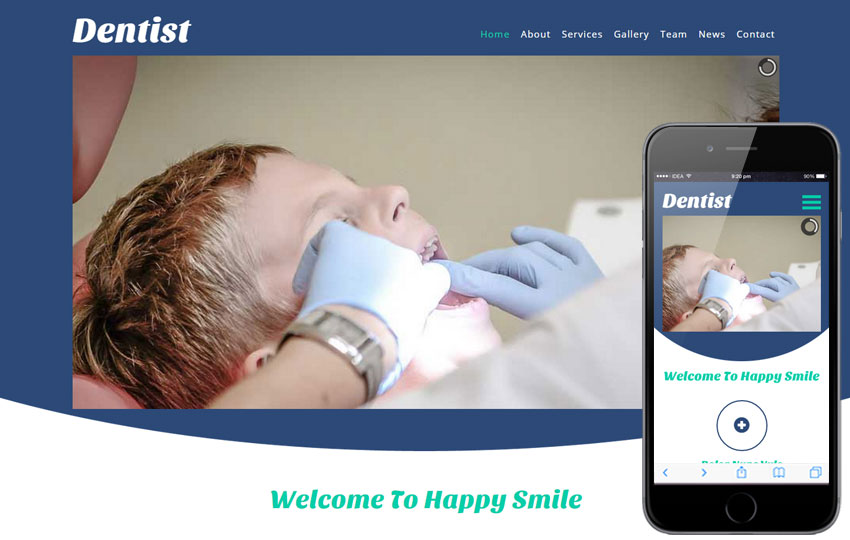 Dentist
Home About Services Gallery Team News Contact
Welcome To Happy Smile
IDEA 9:20 pm 90%
Dentist
Welcome To Happy Smile